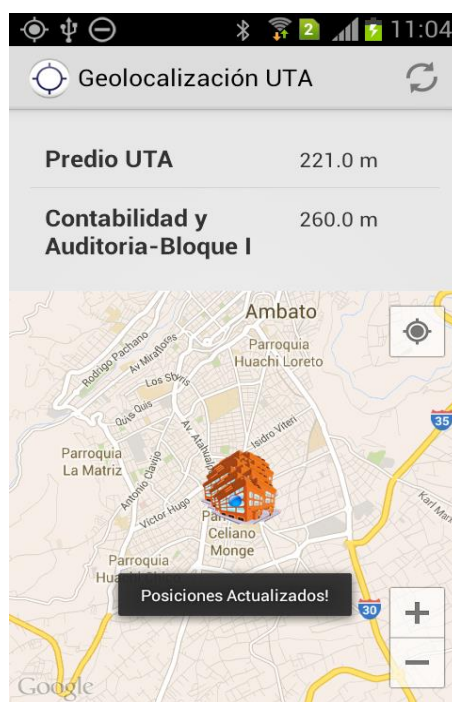 2
11:04
Geolocalización UTA
Predio UTA 221.0 m
Contabilidad y 260.0 m
Auditoria-Bloque I
Ambato
Rodrigo Pachano
Av Miraflores
Parroquia
Huachi Loreto
Los Shyris
Quis Quis
35
Av. Atahualpa
Isidro Viteri
Parroquia
La Matriz
Antonio Clavijo
Victor Hugo
Karl Marx
Celiano
Monge
Parroquia
Posiciones Actualizados!
30
+
−
Google